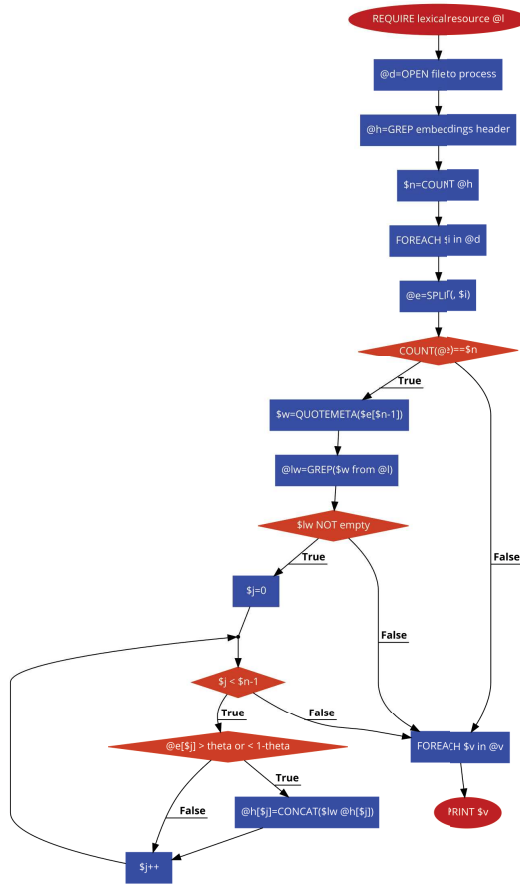 REQUIRE lexicalresource @l
@d=OPEN fileto process
@h=GREP embecdings header
$n=COUNT @h
FOREACH $i in @d
@e=SPLIT(, $i)
COUNT(@e)==$n
True
$w=QUOTEMETA($e[$n-1])
@lw=GREP($w from @l)
$lw NOT empty
True
False
$j=0
False
$j < $n-1
True
False
@e[$j] > theta or < 1-theta
FOREACH $v in @v
True
False
@h[$j]=CONCAT($lw @h[$j])
PRINT $v
$j++